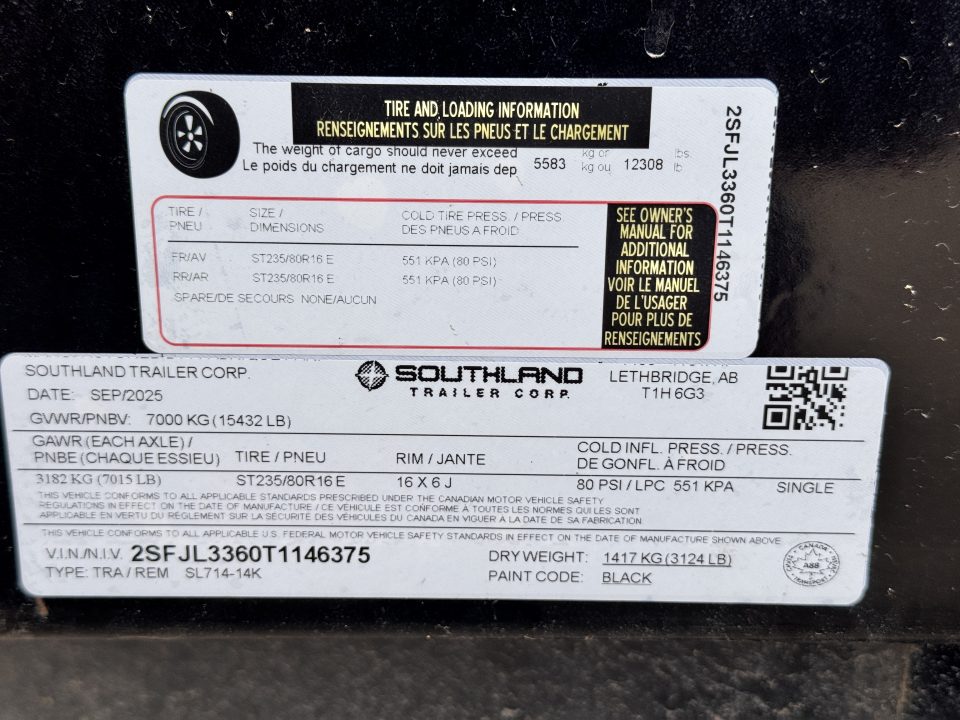 TIRE AND LOADING INFORMATION
RENSEIGNEMENTS SUR LES PNEUS ET LE CHARGEMENT
The weight of cargo should never exceed
Le poids du chargement ne doit jamais dep 5583 kg or kg ou 12308 lbs. lb
TIRE / PNEU SIZE / DIMENSIONS COLD TIRE PRESS. / PRESS DES PNEUS A FROID
FR/AV ST235/80R16 E 551 KPA (80 PSI)
RR/AR ST235/80R16 E 551 KPA (80 PSI)
SPARE/DE SECOURS NONE/AUCUN
SEE OWNER'S
MANUAL FOR
ADDITIONAL
INFORMATION
VOIR LE MANUEL
DE L'USAGER
POUR PLUS DE
RENSEIGNEMENTS
2SFJL3360T1146375
SOUTHLAND TRAILER CORP.
DATE: SEP/2025
SOUTHLAND
TRAILER CORP.
LETHBRIDGE, AB
T1H 6G3
GVWR/PNBV: 7000 KG (15432 LB)
GAWR (EACH AXLE) /
PNBE (CHAQUE ESSIEU) TIRE / PNEU RIM / JANTE COLD INFL. PRESS. / PRESS.
DE GONFL. À FROID
3182 KG (7015 LB) ST235/80R16 E 16 X 6 J 80 PSI / LPC 551 KPA SINGLE
THIS VEHICLE CONFORMS TO ALL APPLICABLE STANDARDS PRESCRIBED UNDER THE CANADIAN MOTOR VEHICLE SAFETY
REGULATIONS IN EFFECT ON THE DATE OF MANUFACTURE / CE VEHICULE EST CONFORME À TOUTES LES NORMES QUI LES SONT
APPLICABLE EN VERTU DU REGLEMENT SUR LA SECURITE DES VÉHICULES DU CANADA EN VIGUER A LA DATE DE SA FABRICATION
THIS VEHICLE CONFORMS TO ALL APPLICABLE U.S. FEDERAL MOTOR VEHICLE SAFETY STANDARDS IN EFFECT ON THE DATE OF MANUFACTURE SHOWN ABOVE
V.I.N./N.I.V. 2SFJL3360T1146375 DRY WEIGHT: 1417 KG (3124 LB)
TYPE: TRA / REM SL714-14K PAINT CODE: BLACK
CANADA
A88
TRANSPORT